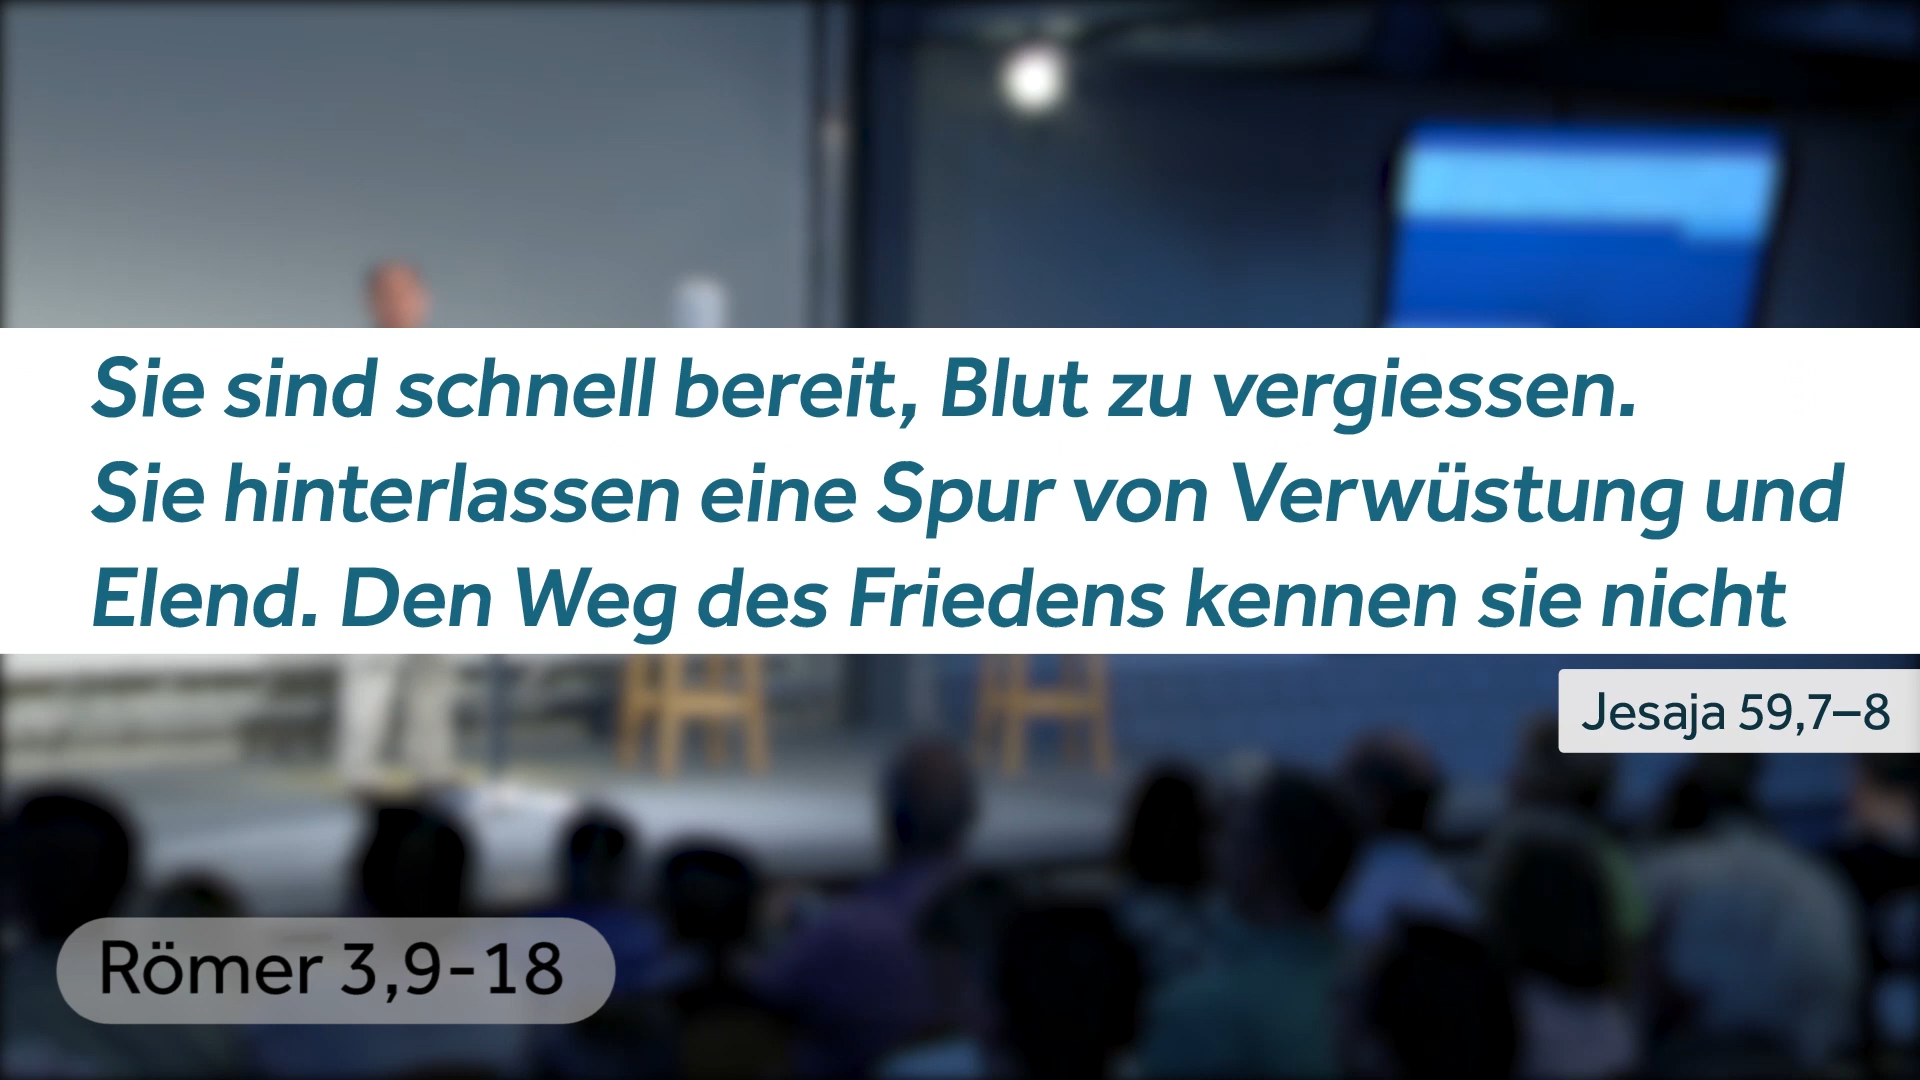 Sie sind schnell bereit, Blut zu vergiessen.
Sie hinterlassen eine Spur von Verwüstung und
Elend. Den Weg des Friedens kennen sie nicht
Jesaja 59,7–8
Römer 3,9-18